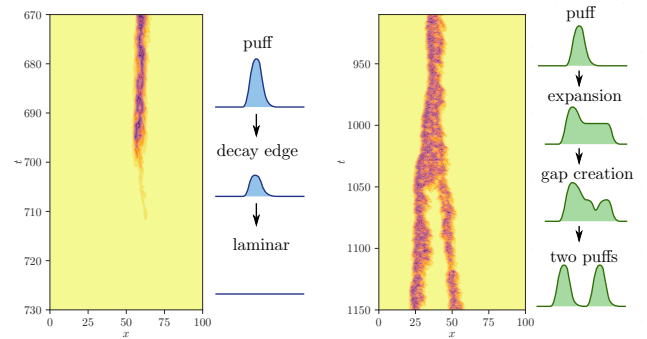 670
680
690
700
710
720
730
t
0
25
50
75
100
x
puff
decay edge
laminar
950
1000
1050
1100
1150
t
0
25
50
75
100
x
puff
expansion
gap creation
two puffs